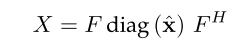 X = F diag (x̂) F^H